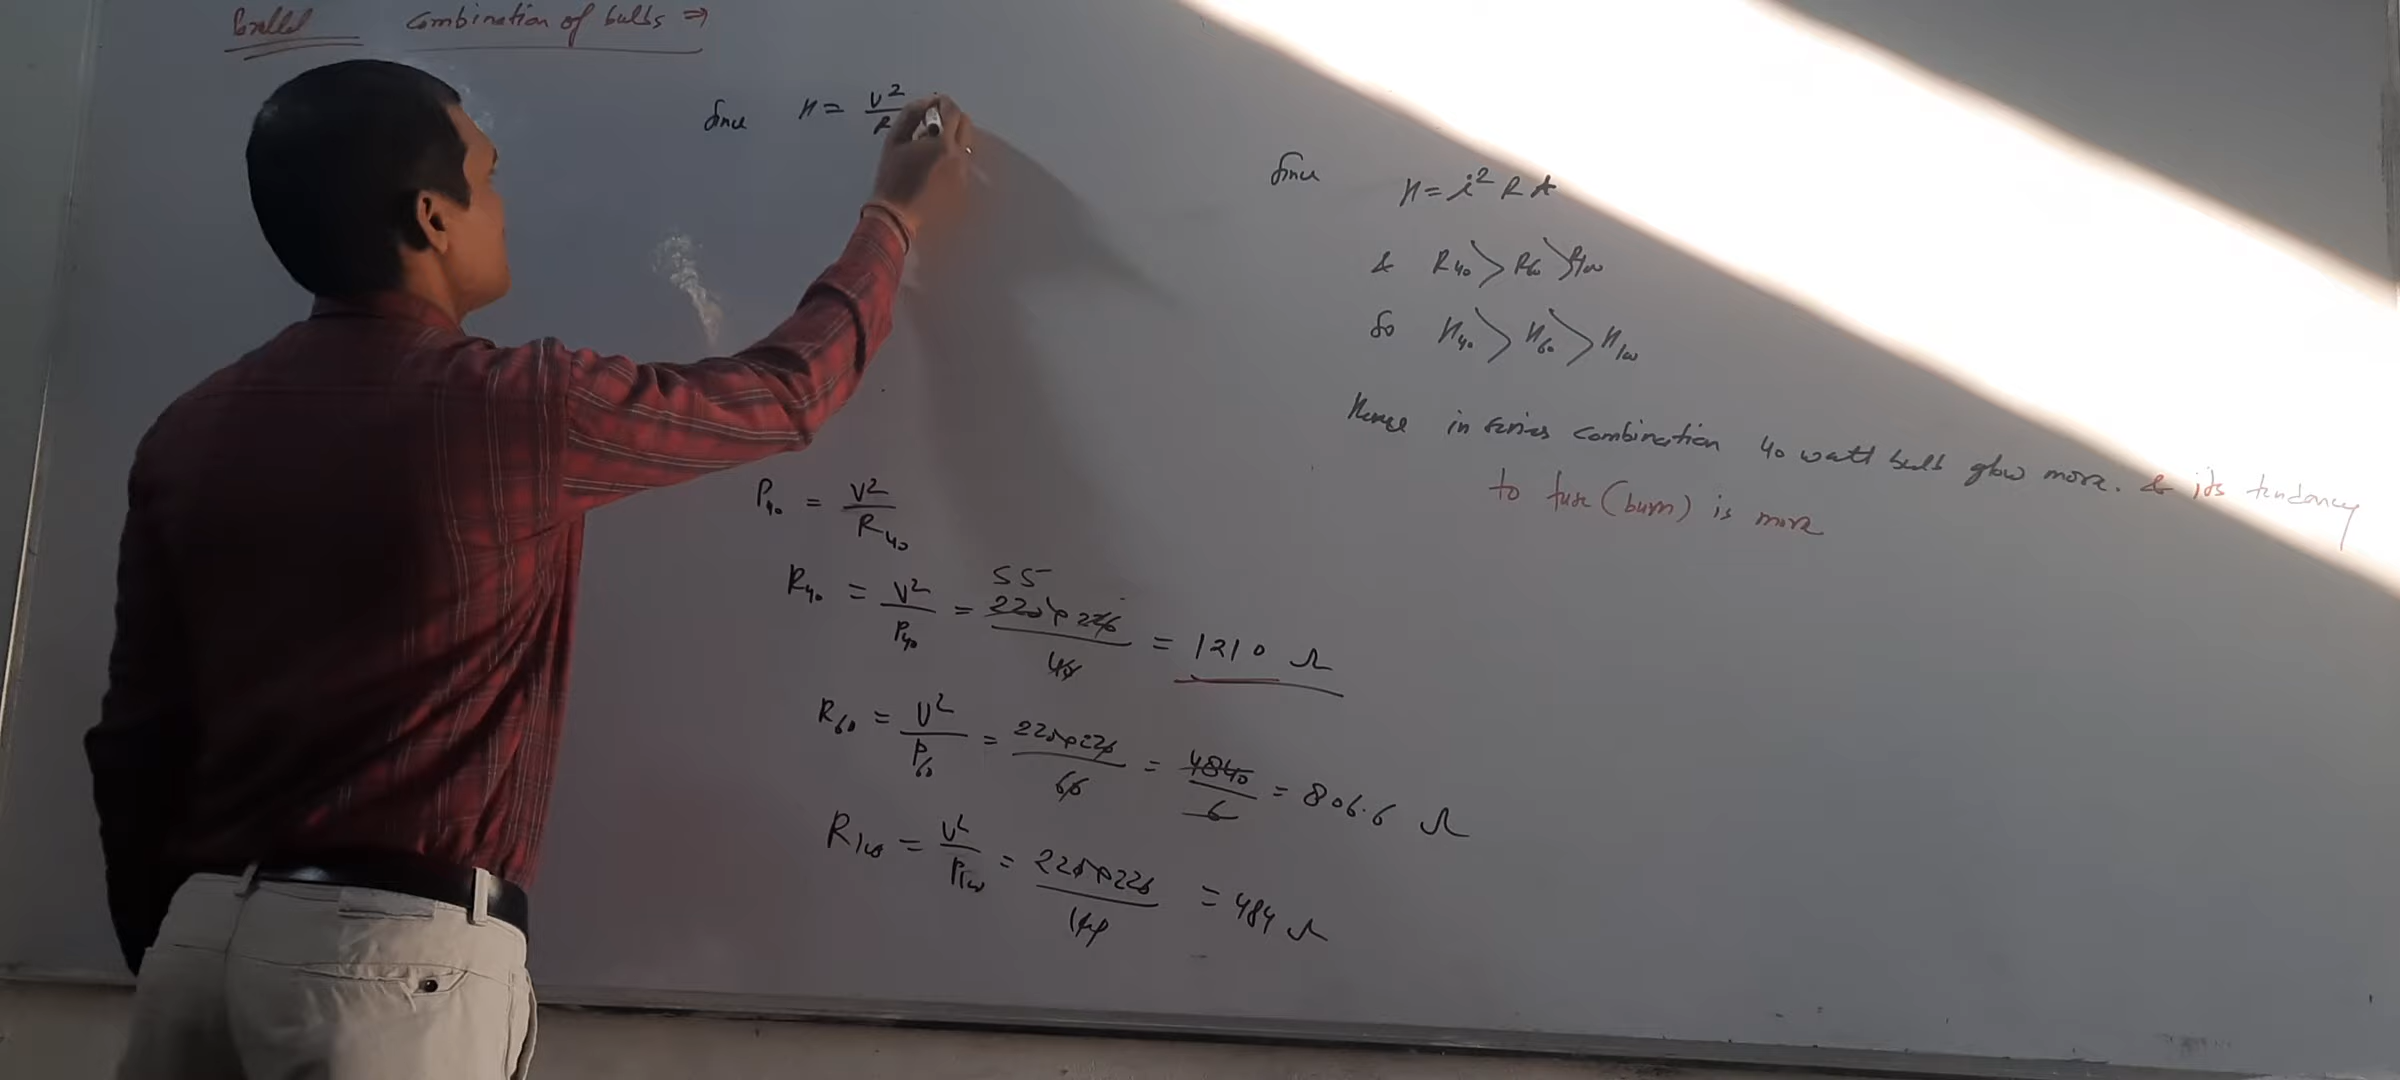 Parallel Combination of bulbs ⇒
Since H = V²/R
P₄₀ = V²/R₄₀
R₄₀ = V²/P₄₀ = 220×220/40 = 1210 Ω
55
R₆₀ = V²/P₆₀ = 220×220/60 = 4840/6 = 806.6 Ω
R₁₀₀ = V²/P₁₀₀ = 220×220/100 = 484 Ω
Since H = i² R t
& R₄₀ > R₆₀ > R₁₀₀
So H₄₀ > H₆₀ > H₁₀₀
Hence in series combination 40 watt bulb glow more. & its tendancy
to fuse (burn) is more